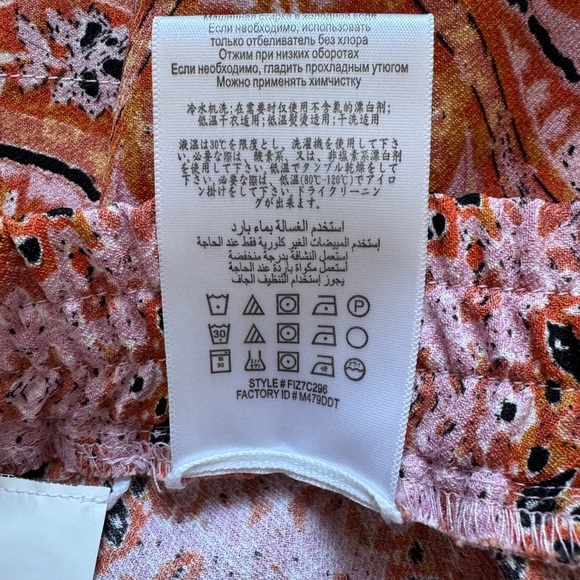 Машинная стирка в холодной воде
Если необходимо, использовать
только отбеливатель без хлора
Отжим при низких оборотах
Если необходимо, гладить прохладным утюгом
Можно применять химчистку
冷水机洗;在需要时仅使用不含氯的漂白剂;
低温干衣适用;低温熨烫适用;干洗适用
液温は30℃を限度とし、洗濯機を使用して下さ
い.必要な際は、酸素系、又は、非塩素系漂白剤
を使用して下さい、低温でタンブル乾燥をして
下さい.必要な際は、低温(80℃-120℃)でアイロ
ン掛けをして下さい.ドライクリーニン
グが出来ます.
استخدم الغسالة بماء بارد
إستخدم المبيضات الغير كلورية فقط عند الحاجة
إستعمل النشافة بدرجة منخفضة
إستعمل مكواة باردة عند الحاجة
يجوز إستخدام التنظيف الجاف
P
30
30
STYLE # FIZ7C296
FACTORY ID # M479DDT